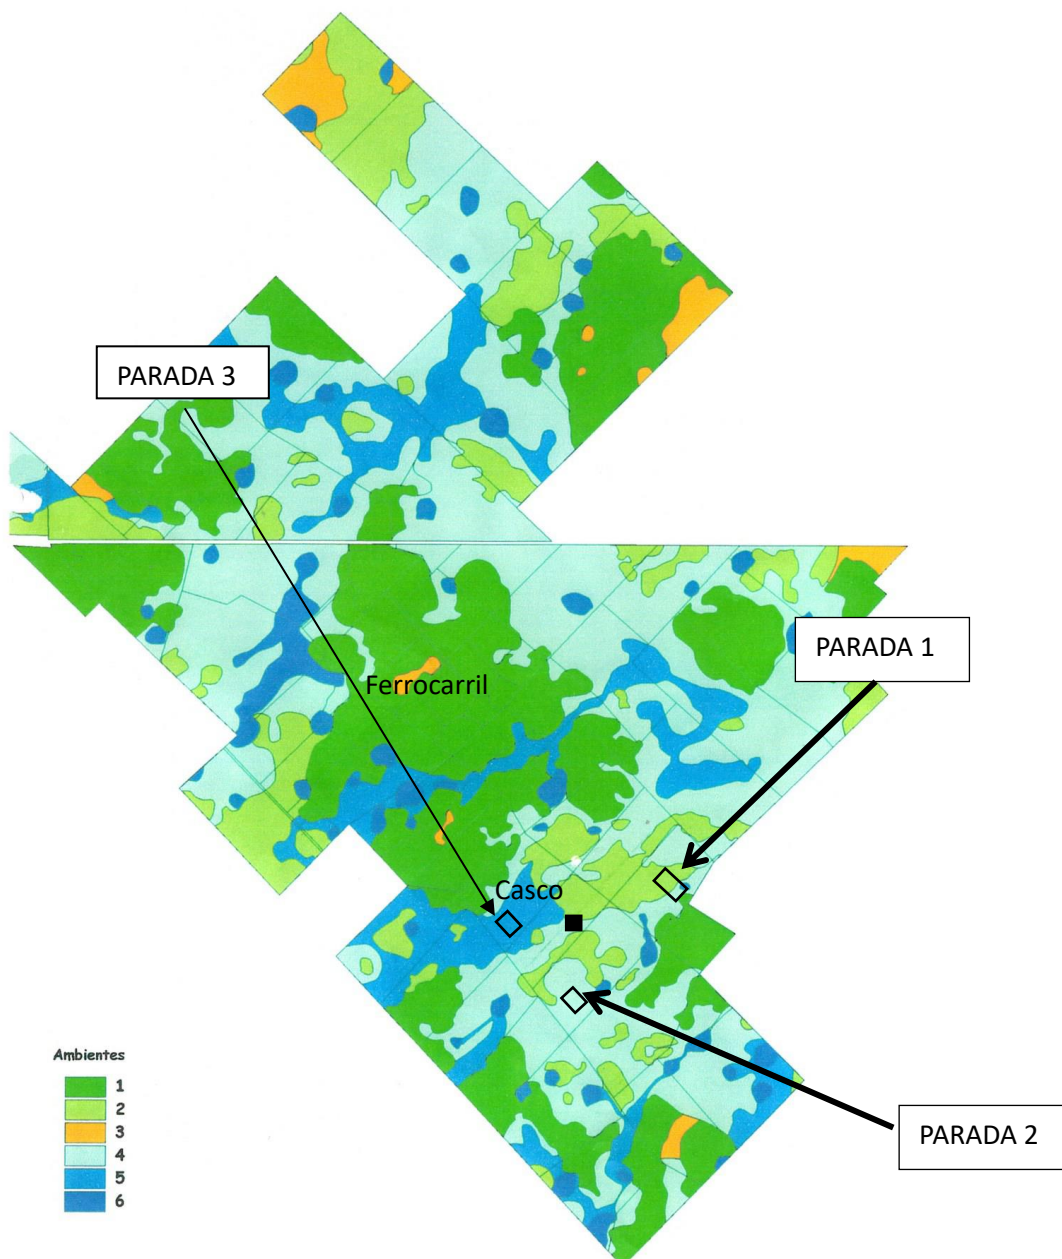 PARADA 3
PARADA 1
Ferrocarril
Casco
Ambientes
1
2
3
4
5
6
PARADA 2